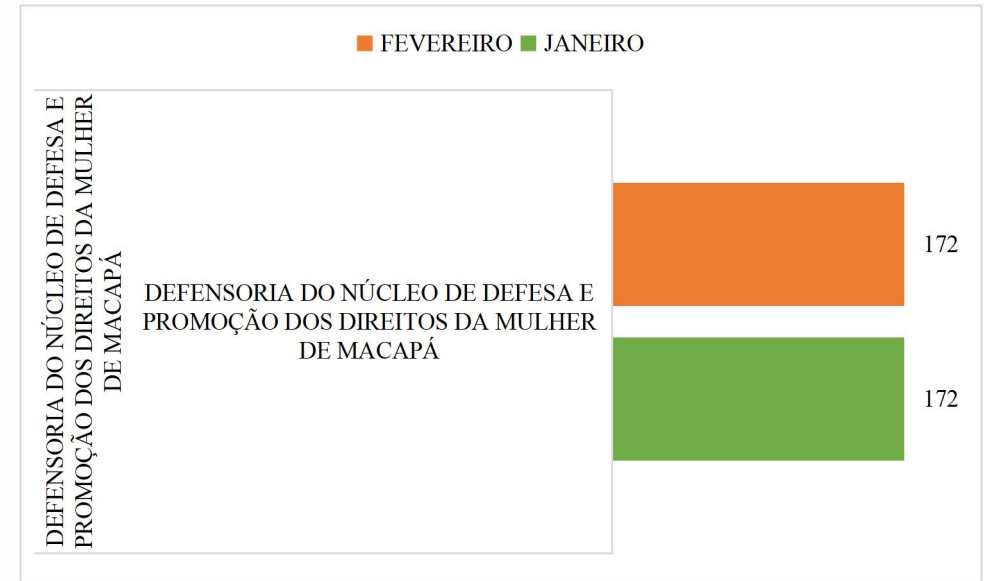 FEVEREIRO JANEIRO
DEFENSORIA DO NÚCLEO DE DEFESA E
PROMOÇÃO DOS DIREITOS DA MULHER
DE MACAPÁ
DEFENSORIA DO NÚCLEO DE DEFESA E
PROMOÇÃO DOS DIREITOS DA MULHER
DE MACAPÁ
172
172